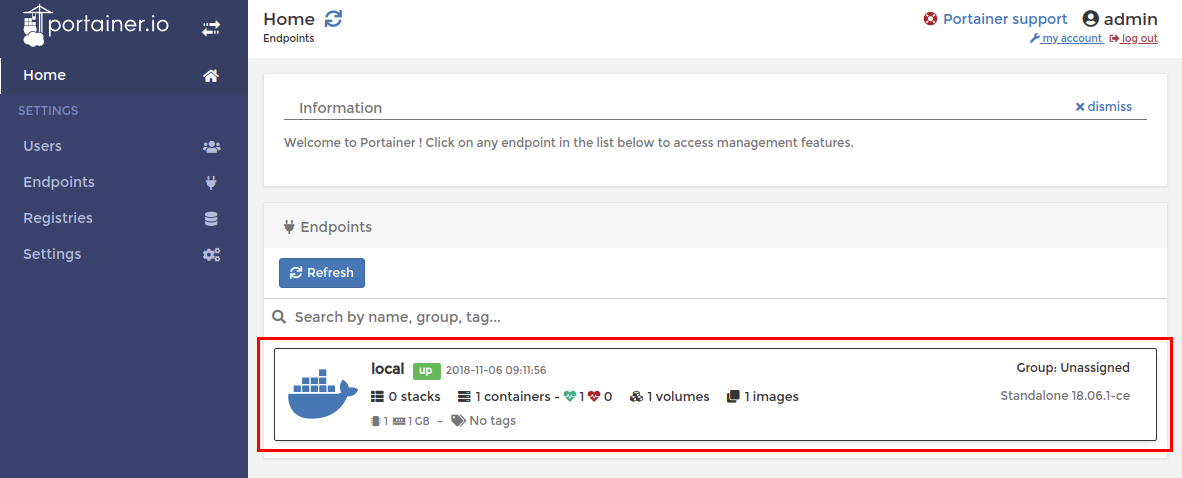 portainer.io
Home
SETTINGS
Users
Endpoints
Registries
Settings
Home
Endpoints
Portainer support admin
my account log out
Information dismiss
Welcome to Portainer ! Click on any endpoint in the list below to access management features.
Endpoints
Refresh
Search by name, group, tag...
local up 2018-11-06 09:11:56 Group: Unassigned
0 stacks 1 containers - 1 0 1 volumes 1 images Standalone 18.06.1-ce
1 1 GB - No tags